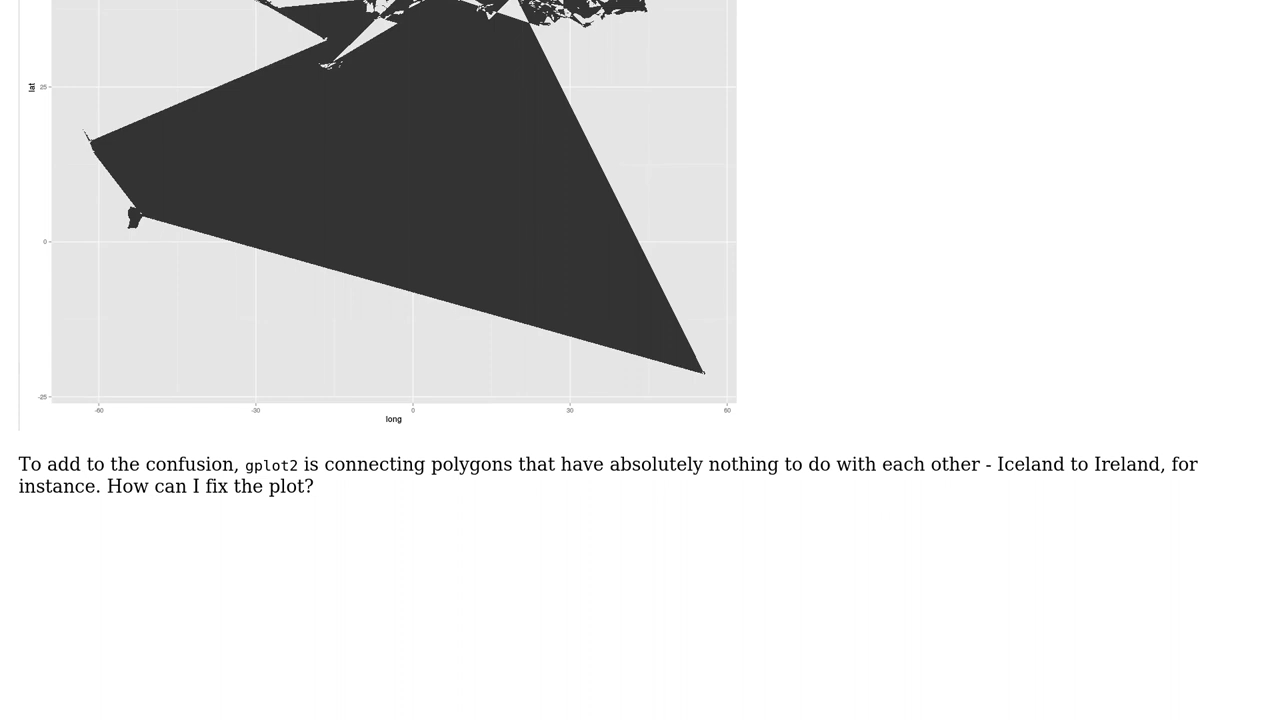 lat
25
0
-25
-60
-30
0
30
60
long
To add to the confusion, gplot2 is connecting polygons that have absolutely nothing to do with each other - Iceland to Ireland, for
instance. How can I fix the plot?